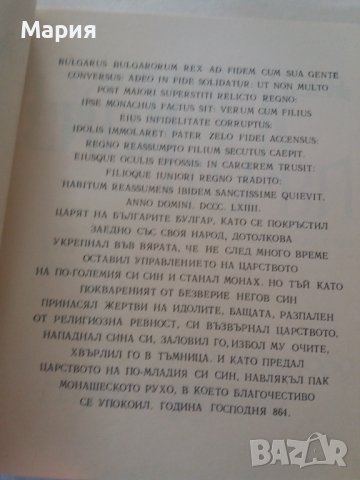 Мария
BULGARUS BULGARORUM REX AD FIDEM CUM SUA GENTE
CONVERSUS: ADEO IN FIDE SOLIDATUR: UT NON MULTO
POST MAIORI SUPERSTITI RELICTO REGNO:
IPSE MONACHUS FACTUS SIT: VERUM CUM FILIUS
EIUS INFIDELITATE CORRUPTUS:
IDOLIS IMMOLARET: PATER ZELO FIDEI ACCENSUS:
REGNO REASSUMPTO FILIUM SECUTUS CAEPIT.
EIUSQUE OCULIS EFFOSSIS: IN CARCEREM TRUSIT:
FILIOQUE IUNIORI REGNO TRADITO:
HABITUM REASSUMENS IBIDEM SANCTISSIME QUIEVIT.
ANNO DOMINI. DCCC. LXIIII.
ЦАРЯТ НА БЪЛГАРИТЕ БУЛГАР, КАТО СЕ ПОКРЪСТИЛ
ЗАЕДНО СЪС СВОЯ НАРОД, ДОТОЛКОВА
УКРЕПНАЛ ВЪВ ВЯРАТА, ЧЕ НЕ СЛЕД МНОГО ВРЕМЕ
ОСТАВИЛ УПРАВЛЕНИЕТО НА ЦАРСТВОТО
НА ПО-ГОЛЕМИЯ СИ СИН И СТАНАЛ МОНАХ. НО ТЪЙ КАТО
ПОКВАРЕНИЯТ ОТ БЕЗВЕРИЕ НЕГОВ СИН
ПРИНАСЯЛ ЖЕРТВИ НА ИДОЛИТЕ, БАЩАТА, РАЗПАЛЕН
ОТ РЕЛИГИОЗНА РЕВНОСТ, СИ ВЪЗВЪРНАЛ ЦАРСТВОТО.
НАПАДНАЛ СИНА СИ, ЗАЛОВИЛ ГО, ИЗБОЛ МУ ОЧИТЕ,
ХВЪРЛИЛ ГО В ТЪМНИЦА. И КАТО ПРЕДАЛ
ЦАРСТВОТО НА ПО-МЛАДИЯ СИ СИН, НАВЛЯКЪЛ ПАК
МОНАШЕСКОТО РУХО, В КОЕТО БЛАГОЧЕСТИВО
СЕ УПОКОИЛ. ГОДИНА ГОСПОДНЯ 864.
BAZAR